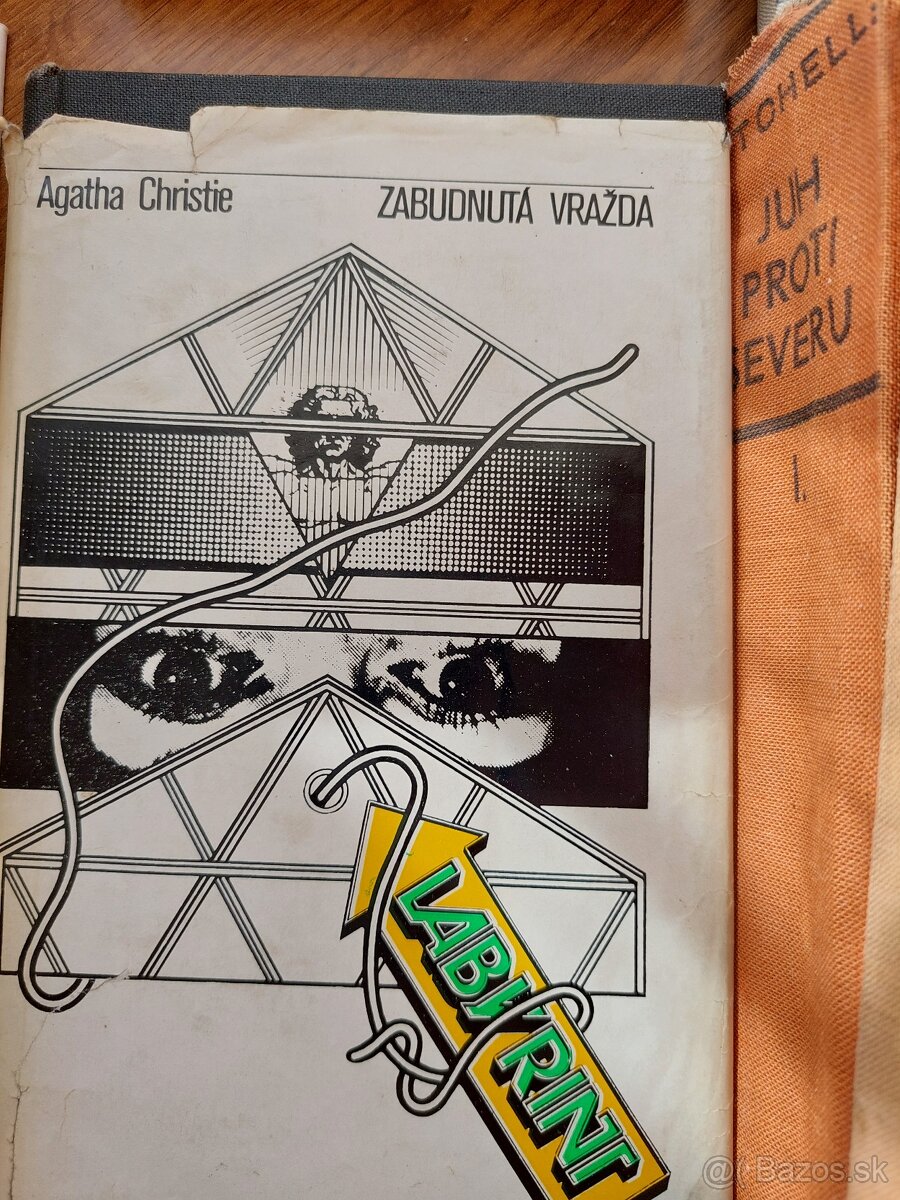 Agatha Christie
ZABUDNUTÁ VRAŽDA
LABYRINT
TCHELL:
JUH
PROTI
SEVERU
I.
Bazos.sk